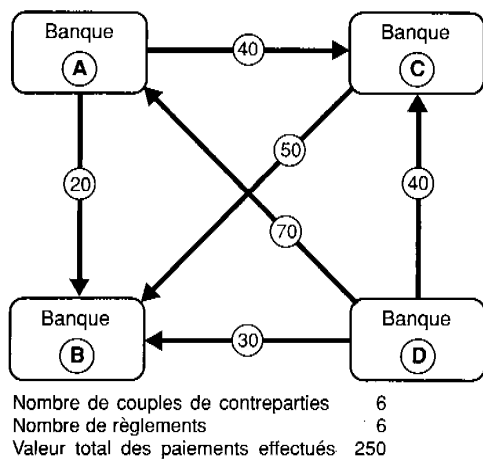 Banque
A
40
Banque
C
50
20
40
70
Banque
B
30
Banque
D
Nombre de couples de contreparties 6
Nombre de règlements 6
Valeur total des paiements effectués 250